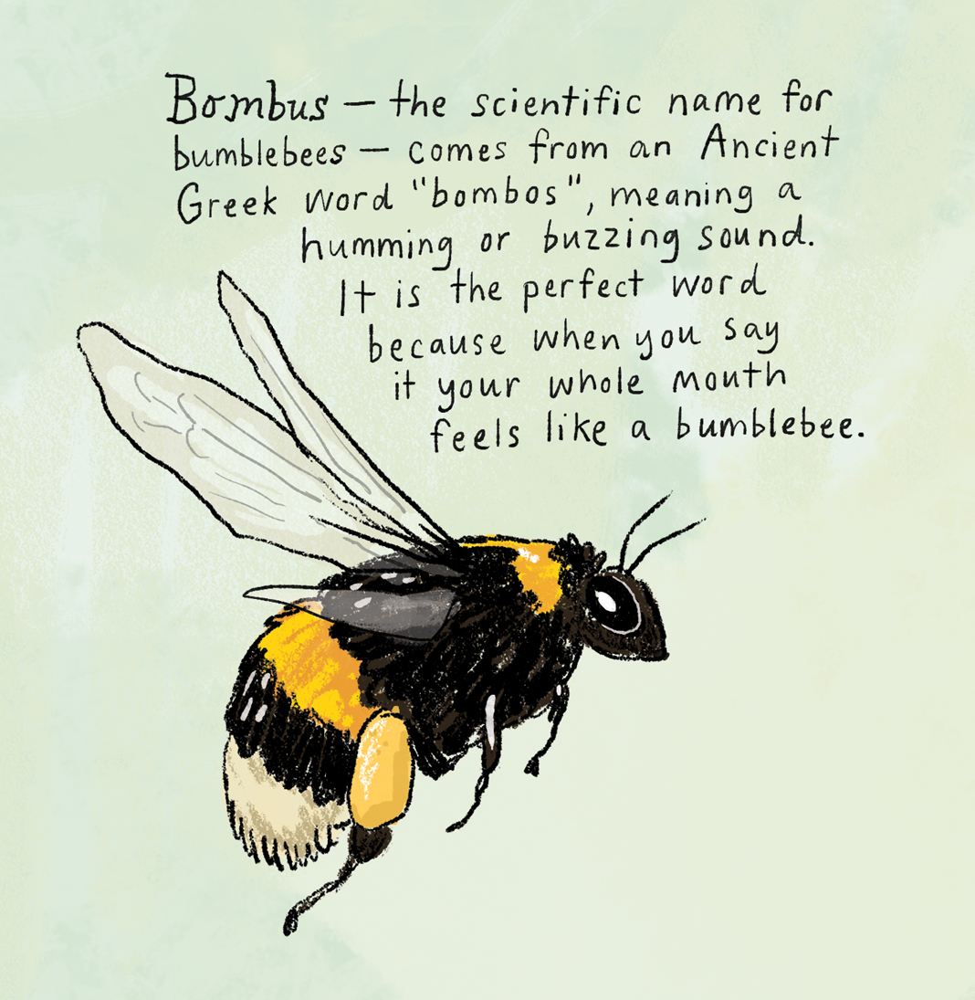 Bombus — the scientific name for
bumblebees — comes from an Ancient
Greek word "bombos", meaning a
humming or buzzing sound.
It is the perfect word
because when you say
it your whole mouth
feels like a bumblebee.